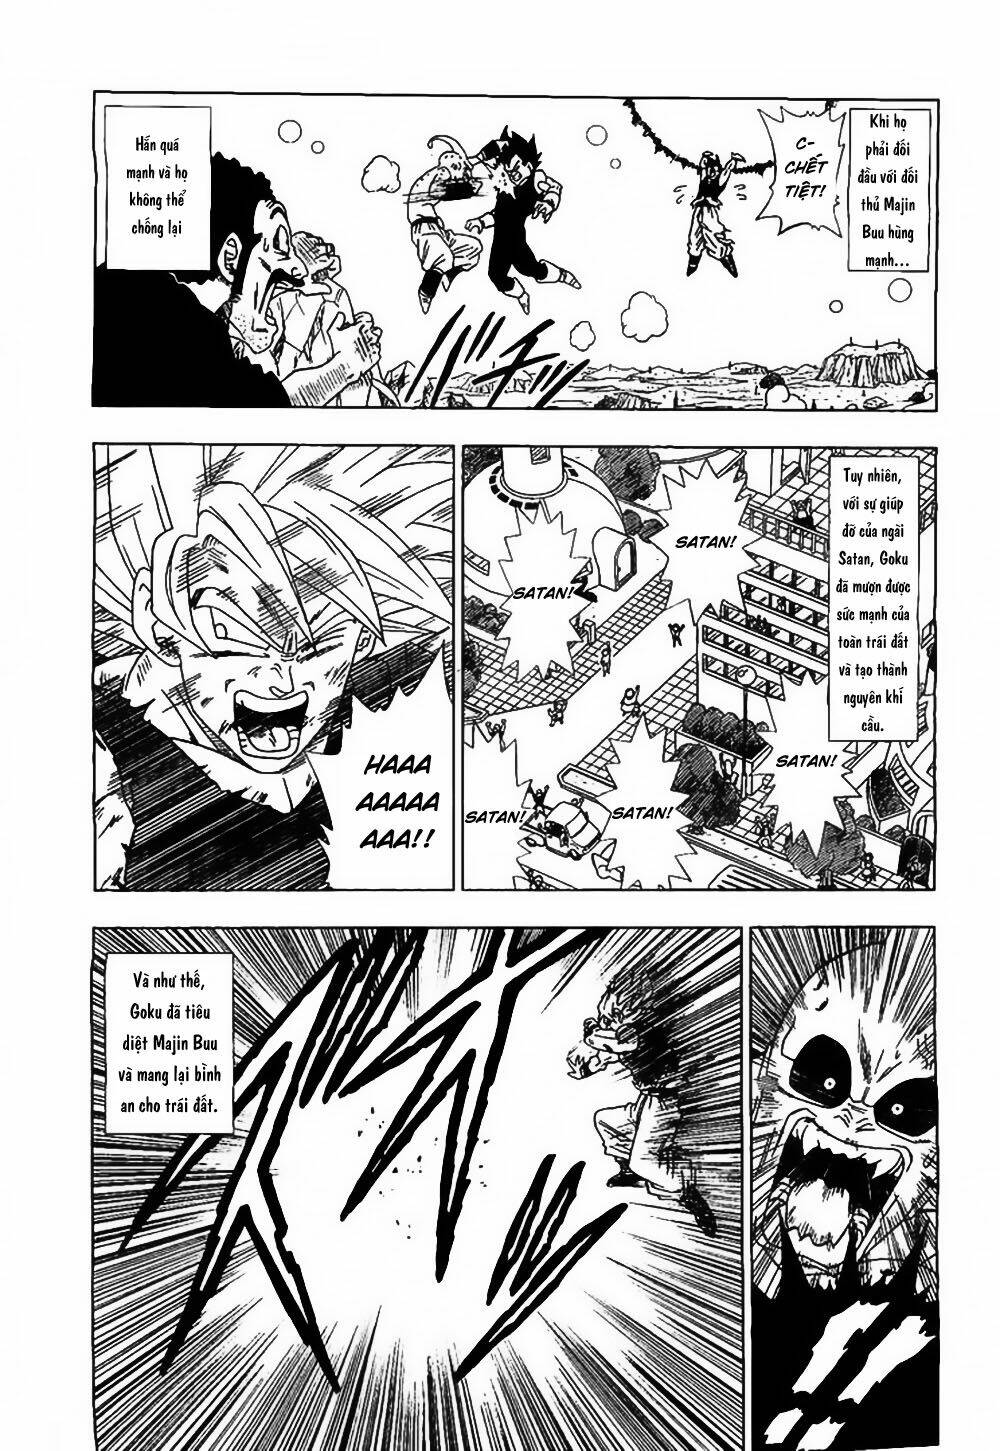 Khi họ
phải đối
đầu với đối
thủ Majin
Buu hùng
mạnh...
C-
CHẾT
TIỆT!
Hắn quá
mạnh và họ
không thể
chống lại
バチッ
Tuy nhiên,
với sự giúp
đỡ của ngài
Satan, Goku
đã mượn được
sức mạnh của
toàn trái đất
và tạo thành
nguyên khí
cầu.
SATAN!
SATAN!
SATAN!
SATAN!
SATAN!
HAAA
AAAAA
AAA!!
Và như thế,
Goku đã tiêu
diệt Majin Buu
và mang lại bình
an cho trái đất.